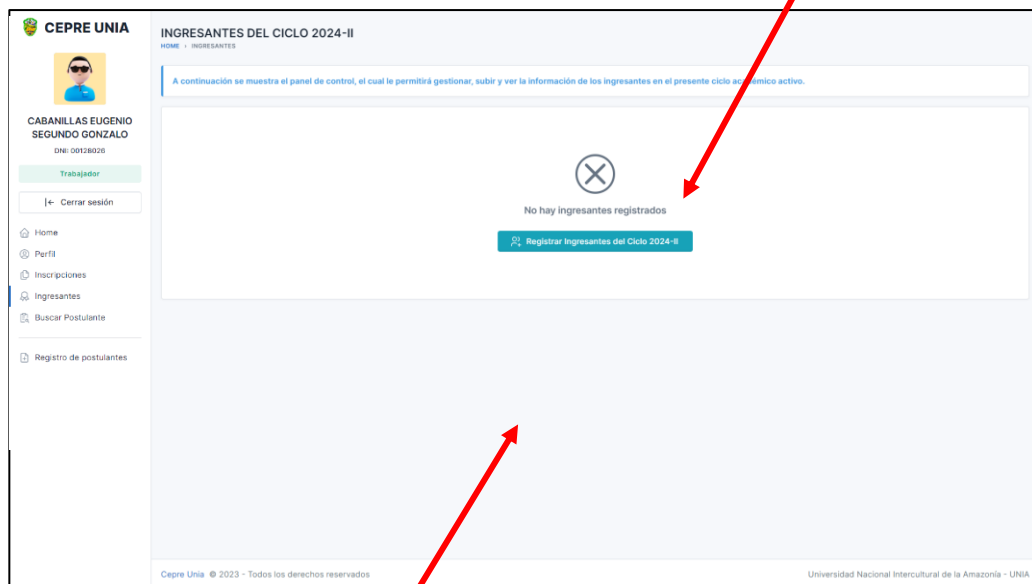 CEPRE UNIA
CABANILLAS EUGENIO
SEGUNDO GONZALO
DNI: 00128026
Trabajador
Cerrar sesión
Home
Perfil
Inscripciones
Ingresantes
Buscar Postulante
Registro de postulantes
INGRESANTES DEL CICLO 2024-II
HOME › INGRESANTES
A continuación se muestra el panel de control, el cual le permitirá gestionar, subir y ver la información de los ingresantes en el presente ciclo académico activo.
No hay ingresantes registrados
Registrar Ingresantes del Ciclo 2024-II
Cepre Unia © 2023 - Todos los derechos reservados
Universidad Nacional Intercultural de la Amazonía - UNIA